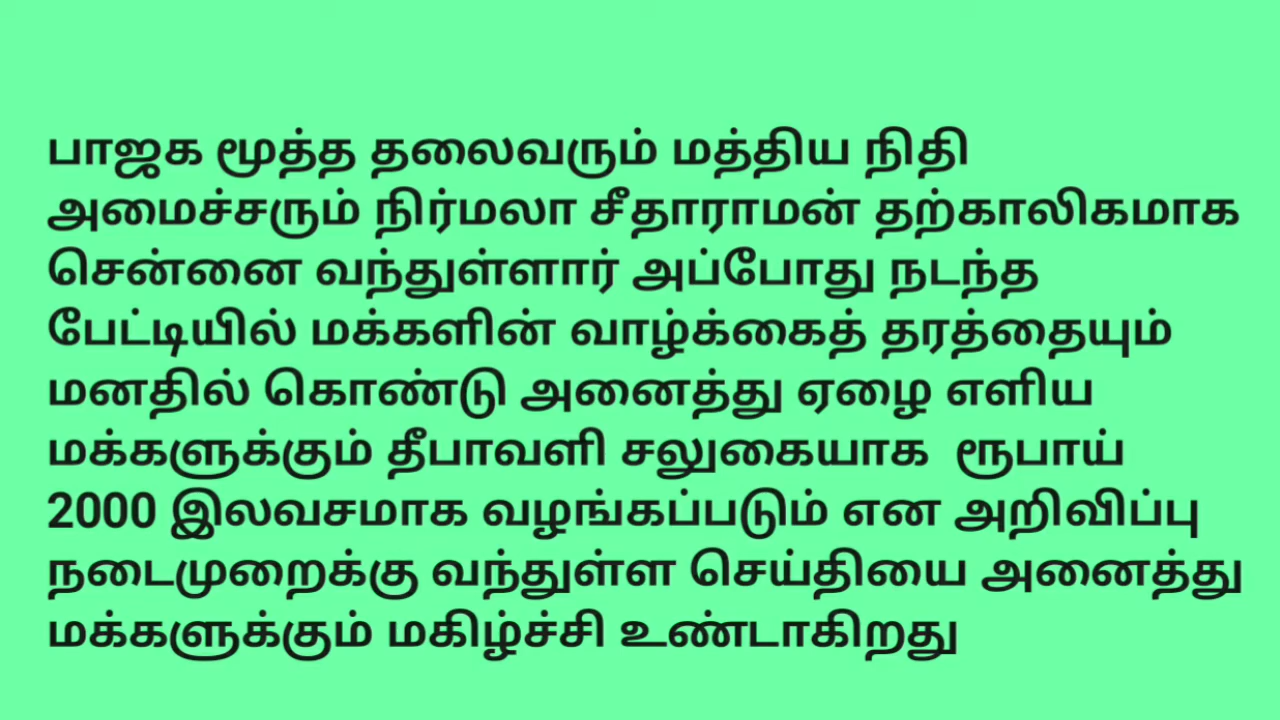 பாஜக மூத்த தலைவரும் மத்திய நிதி
அமைச்சரும் நிர்மலா சீதாராமன் தற்காலிகமாக
சென்னை வந்துள்ளார் அப்போது நடந்த
பேட்டியில் மக்களின் வாழ்க்கைத் தரத்தையும்
மனதில் கொண்டு அனைத்து ஏழை எளிய
மக்களுக்கும் தீபாவளி சலுகையாக ரூபாய்
2000 இலவசமாக வழங்கப்படும் என அறிவிப்பு
நடைமுறைக்கு வந்துள்ள செய்தியை அனைத்து
மக்களுக்கும் மகிழ்ச்சி உண்டாகிறது